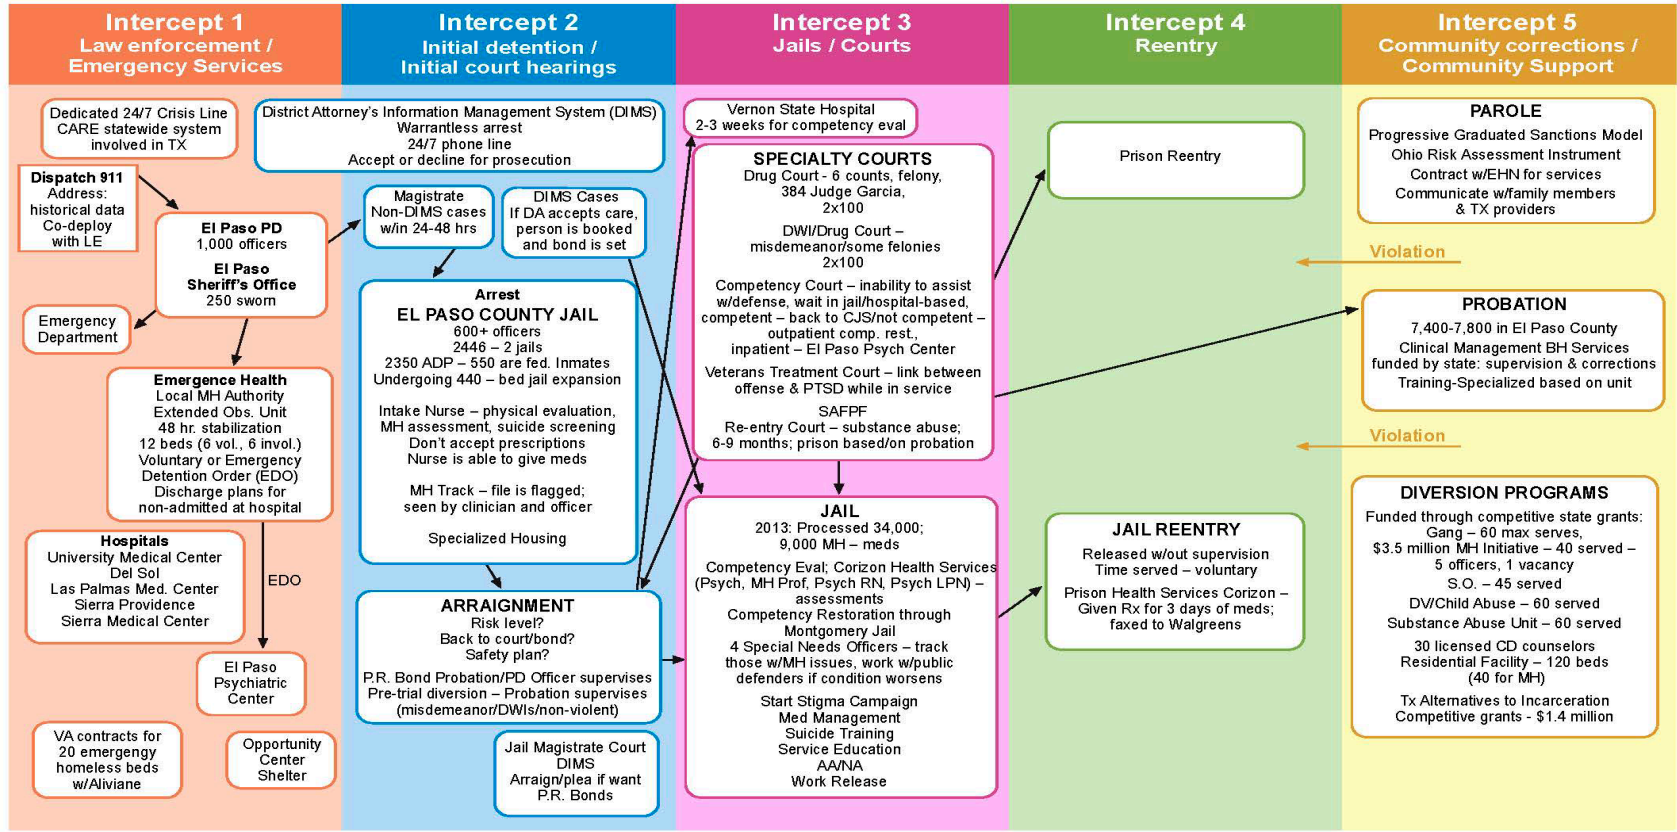 Intercept 1
Law enforcement /
Emergency Services
Dedicated 24/7 Crisis Line
CARE statewide system
involved in TX
Dispatch 911
Address:
historical data
Co-deploy
with LE
El Paso PD
1,000 officers
El Paso
Sheriff's Office
250 sworn
Emergency
Department
Emergence Health
Local MH Authority
Extended Obs. Unit
48 hr. stabilization
12 beds (6 vol., 6 invol.)
Voluntary or Emergency
Detention Order (EDO)
Discharge plans for
non-admitted at hospital
Hospitals
University Medical Center
Del Sol
Las Palmas Med. Center
Sierra Providence
Sierra Medical Center
EDO
El Paso
Psychiatric
Center
VA contracts for
20 emergengy
homeless beds
w/Aliviane
Opportunity
Center
Shelter
Intercept 2
Initial detention /
Initial court hearings
District Attorney's Information Management System (DIMS)
Warrantless arrest
24/7 phone line
Accept or decline for prosecution
Magistrate
Non-DIMS cases
w/in 24-48 hrs
DIMS Cases
If DA accepts care,
person is booked
and bond is set
Arrest
EL PASO COUNTY JAIL
600+ officers
2446 – 2 jails
2350 ADP – 550 are fed. Inmates
Undergoing 440 – bed jail expansion
Intake Nurse – physical evaluation,
MH assessment, suicide screening
Don't accept prescriptions
Nurse is able to give meds
MH Track – file is flagged;
seen by clinician and officer
Specialized Housing
ARRAIGNMENT
Risk level?
Back to court/bond?
Safety plan?
P.R. Bond Probation/PD Officer supervises
Pre-trial diversion – Probation supervises
(misdemeanor/DWIs/non-violent)
Jail Magistrate Court
DIMS
Arraign/plea if want
P.R. Bonds
Intercept 3
Jails / Courts
Vernon State Hospital
2-3 weeks for competency eval
SPECIALTY COURTS
Drug Court - 6 counts, felony,
384 Judge Garcia,
2x100
DWI/Drug Court –
misdemeanor/some felonies
2x100
Competency Court – inability to assist
w/defense, wait in jail/hospital-based,
competent – back to CJS/not competent –
outpatient comp. rest.,
inpatient – El Paso Psych Center
Veterans Treatment Court – link between
offense & PTSD while in service
SAFPF
Re-entry Court – substance abuse;
6-9 months; prison based/on probation
JAIL
2013: Processed 34,000;
9,000 MH – meds
Competency Eval; Corizon Health Services
(Psych, MH Prof, Psych RN, Psych LPN) –
assessments
Competency Restoration through
Montgomery Jail
4 Special Needs Officers – track
those w/MH issues, work w/public
defenders if condition worsens
Start Stigma Campaign
Med Management
Suicide Training
Service Education
AA/NA
Work Release
Intercept 4
Reentry
Prison Reentry
JAIL REENTRY
Released w/out supervision
Time served – voluntary
Prison Health Services Corizon –
Given Rx for 3 days of meds;
faxed to Walgreens
Intercept 5
Community corrections /
Community Support
PAROLE
Progressive Graduated Sanctions Model
Ohio Risk Assessment Instrument
Contract w/EHN for services
Communicate w/family members
& TX providers
Violation
PROBATION
7,400-7,800 in El Paso County
Clinical Management BH Services
funded by state: supervision & corrections
Training-Specialized based on unit
Violation
DIVERSION PROGRAMS
Funded through competitive state grants:
Gang – 60 max serves,
$3.5 million MH Initiative – 40 served –
5 officers, 1 vacancy
S.O. – 45 served
DV/Child Abuse – 60 served
Substance Abuse Unit – 60 served
30 licensed CD counselors
Residential Facility – 120 beds
(40 for MH)
Tx Alternatives to Incarceration
Competitive grants - $1.4 million